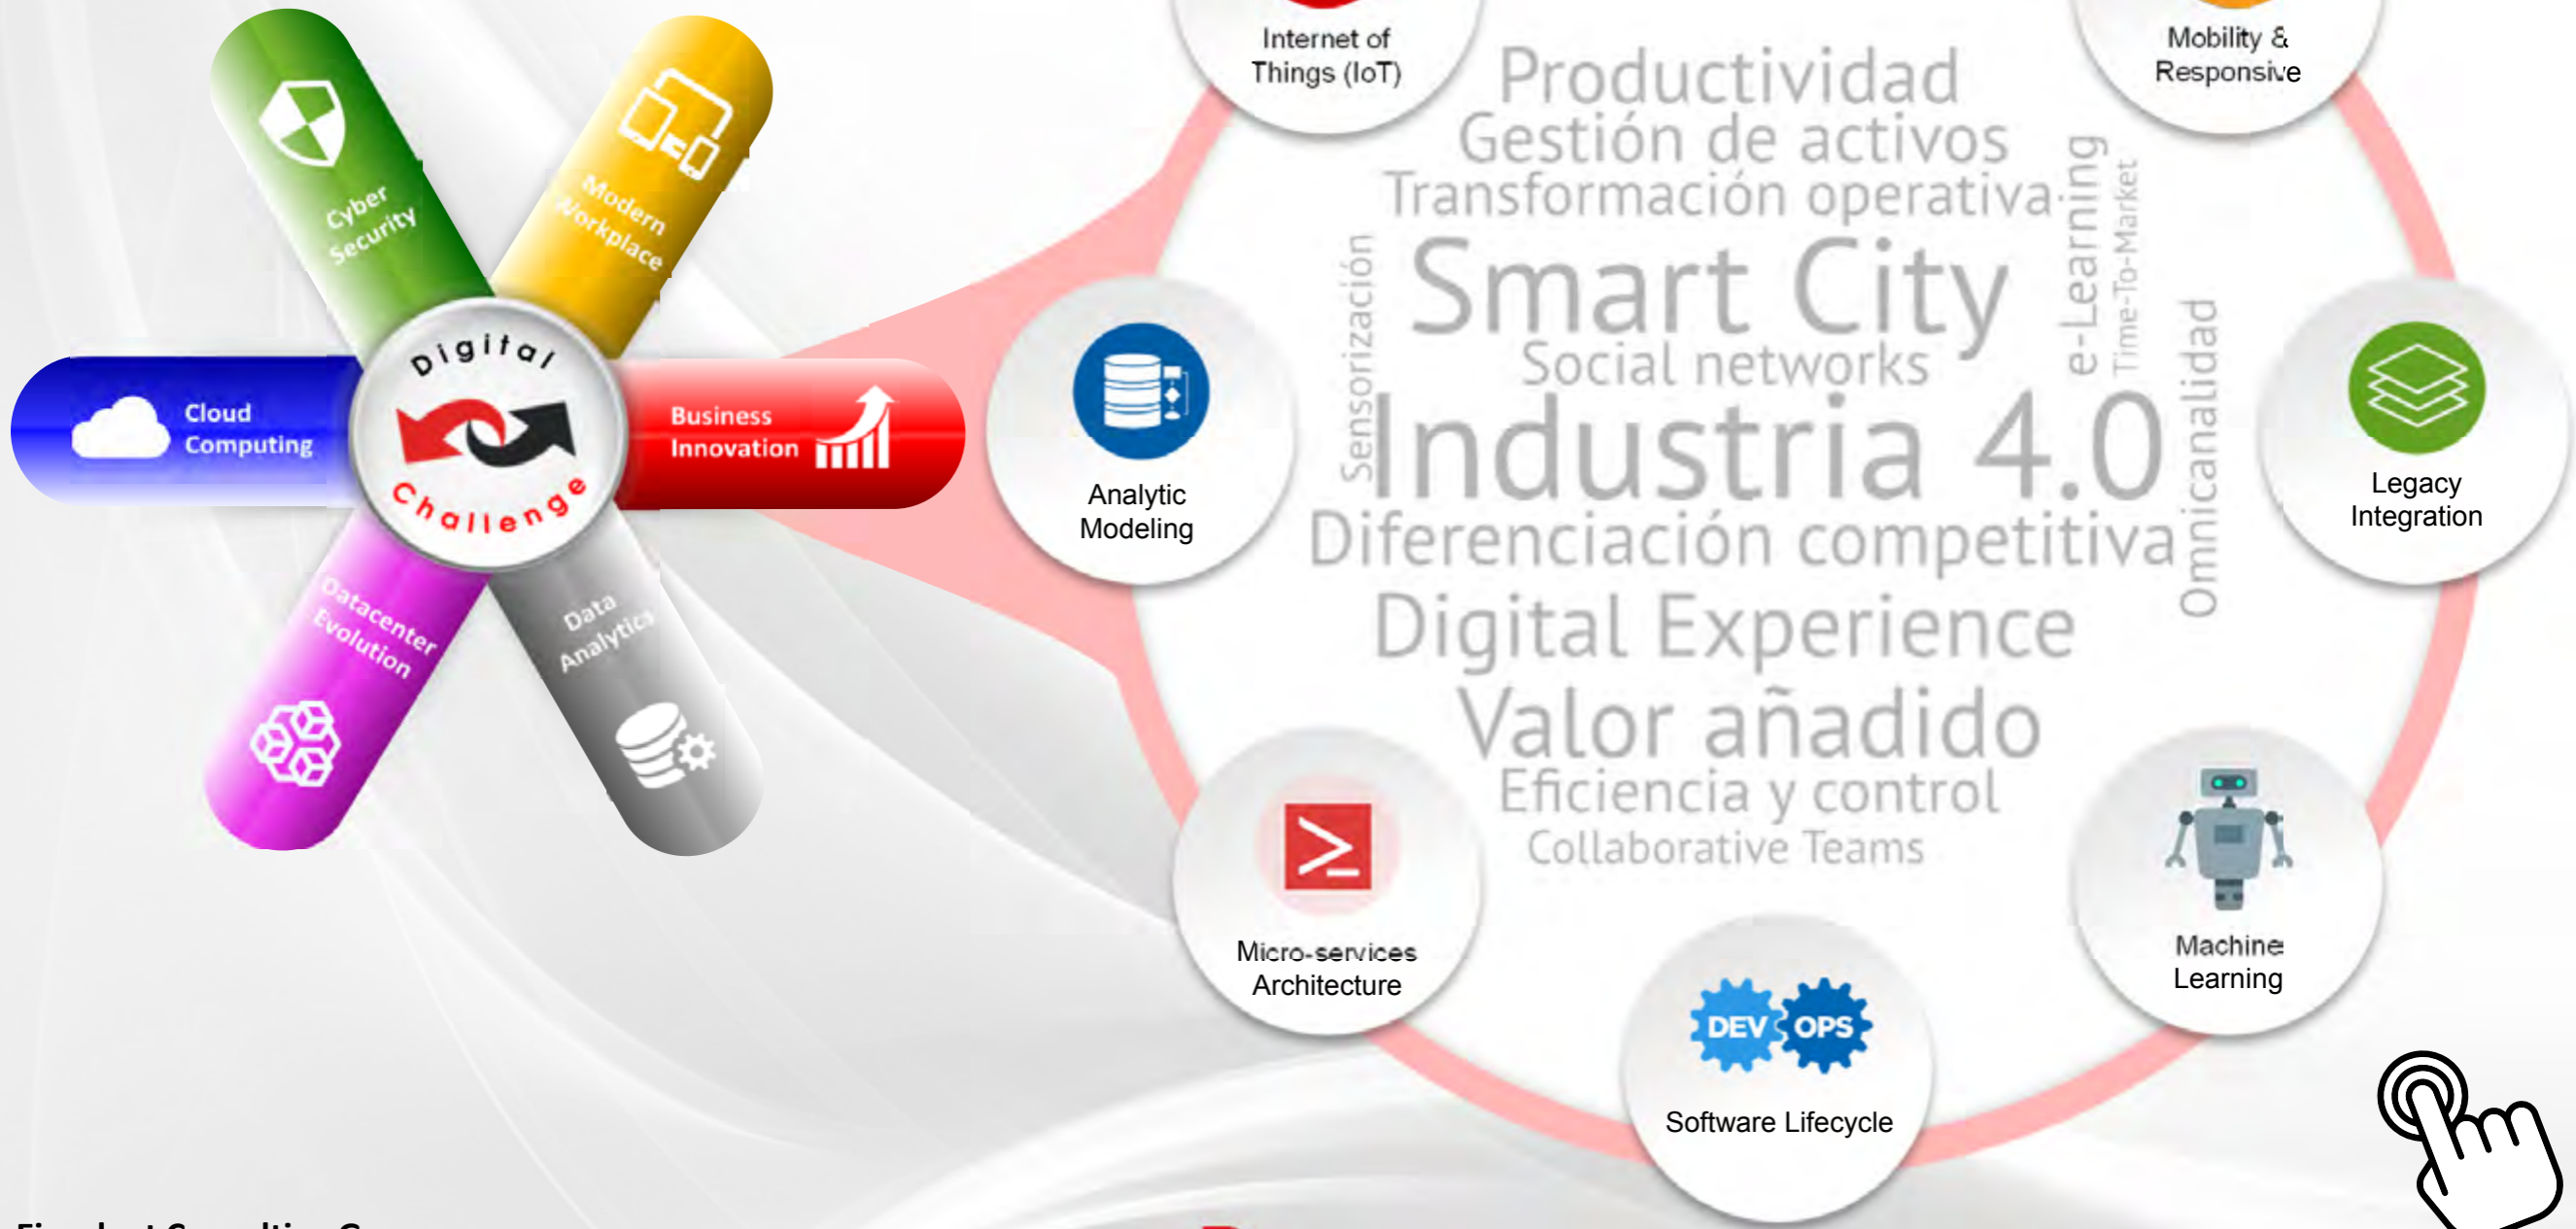 Cyber
Security
Modern
Workplace
Cloud
Computing
Digital
Challenge
Business
Innovation
Datacenter
Evolution
Data
Analytics
Internet of
Things (IoT)
Mobility &
Responsive
Analytic
Modeling
Legacy
Integration
Micro-services
Architecture
Machine
Learning
DEV OPS
Software Lifecycle
Productividad
Gestión de activos
Transformación operativa
Smart City
Social networks
Industria 4.0
Diferenciación competitiva
Digital Experience
Valor añadido
Eficiencia y control
Collaborative Teams
Sensorización
e-Learning
Time-To-Market
Omnicanalidad